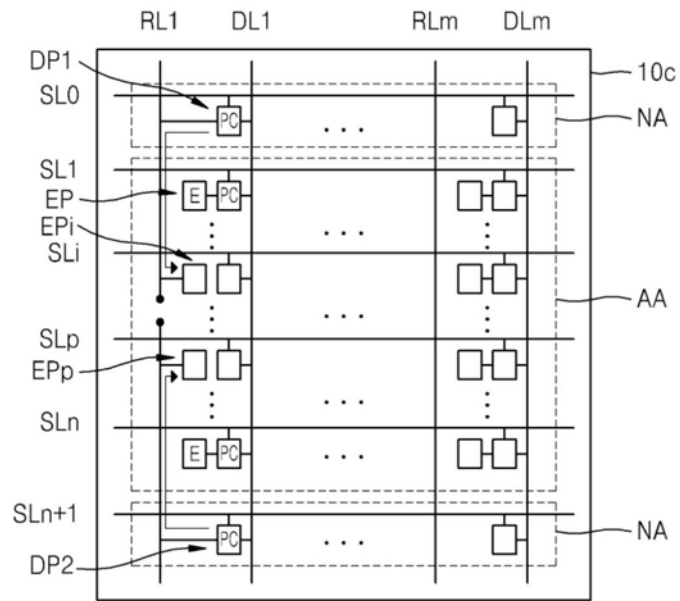 RL1 DL1 RLm DLm
DP1 10c
SL0 NA
PC
SL1
EP E PC
EPi
SLi
AA
SLp
EPp
SLn
E PC
SLn+1
NA
PC
DP2